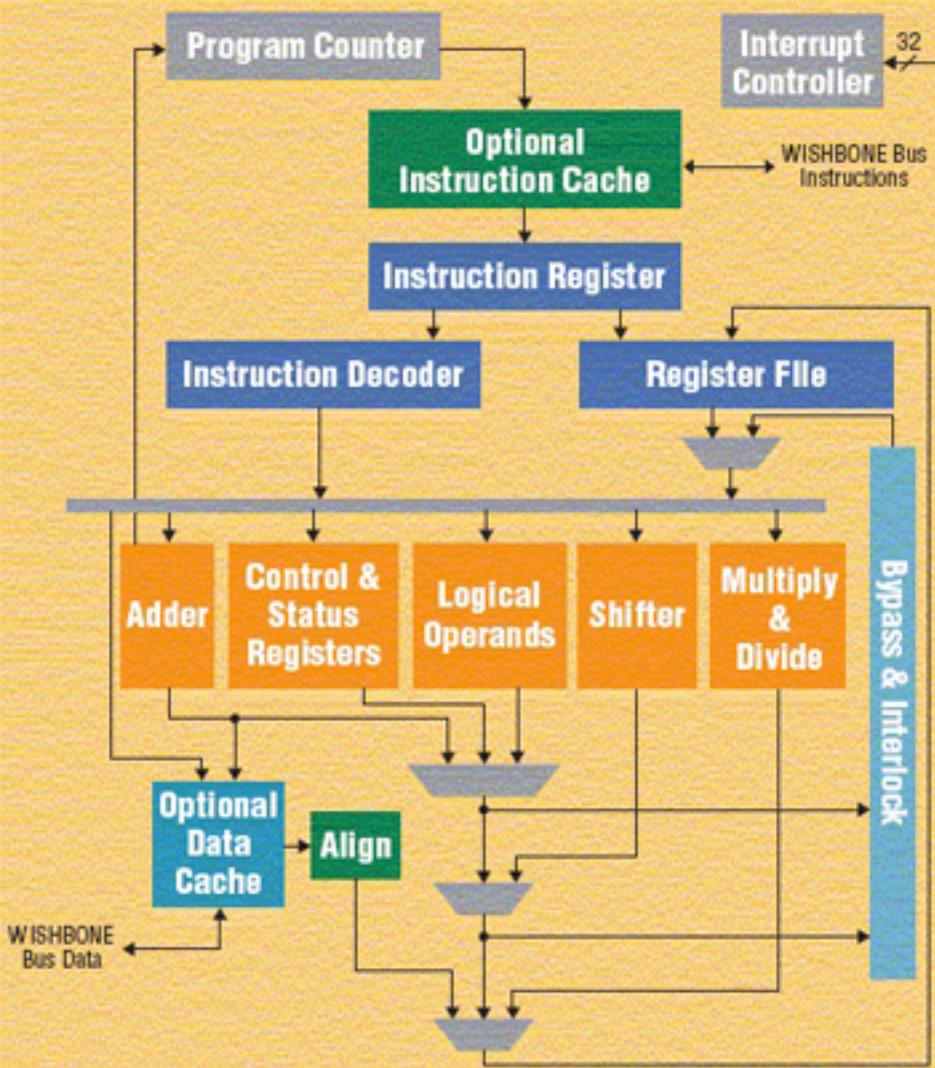 Program Counter
Interrupt
Controller
32
Optional
Instruction Cache
WISHBONE Bus
Instructions
Instruction Register
Instruction Decoder
Register FIle
Adder
Control &
Status
Registers
Logical
Operands
Shifter
Multiply
&
Divide
Bypass & Interlock
Optional
Data
Cache
Align
WISHBONE
Bus Data